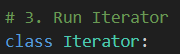 # 3. Run Iterator
class Iterator: